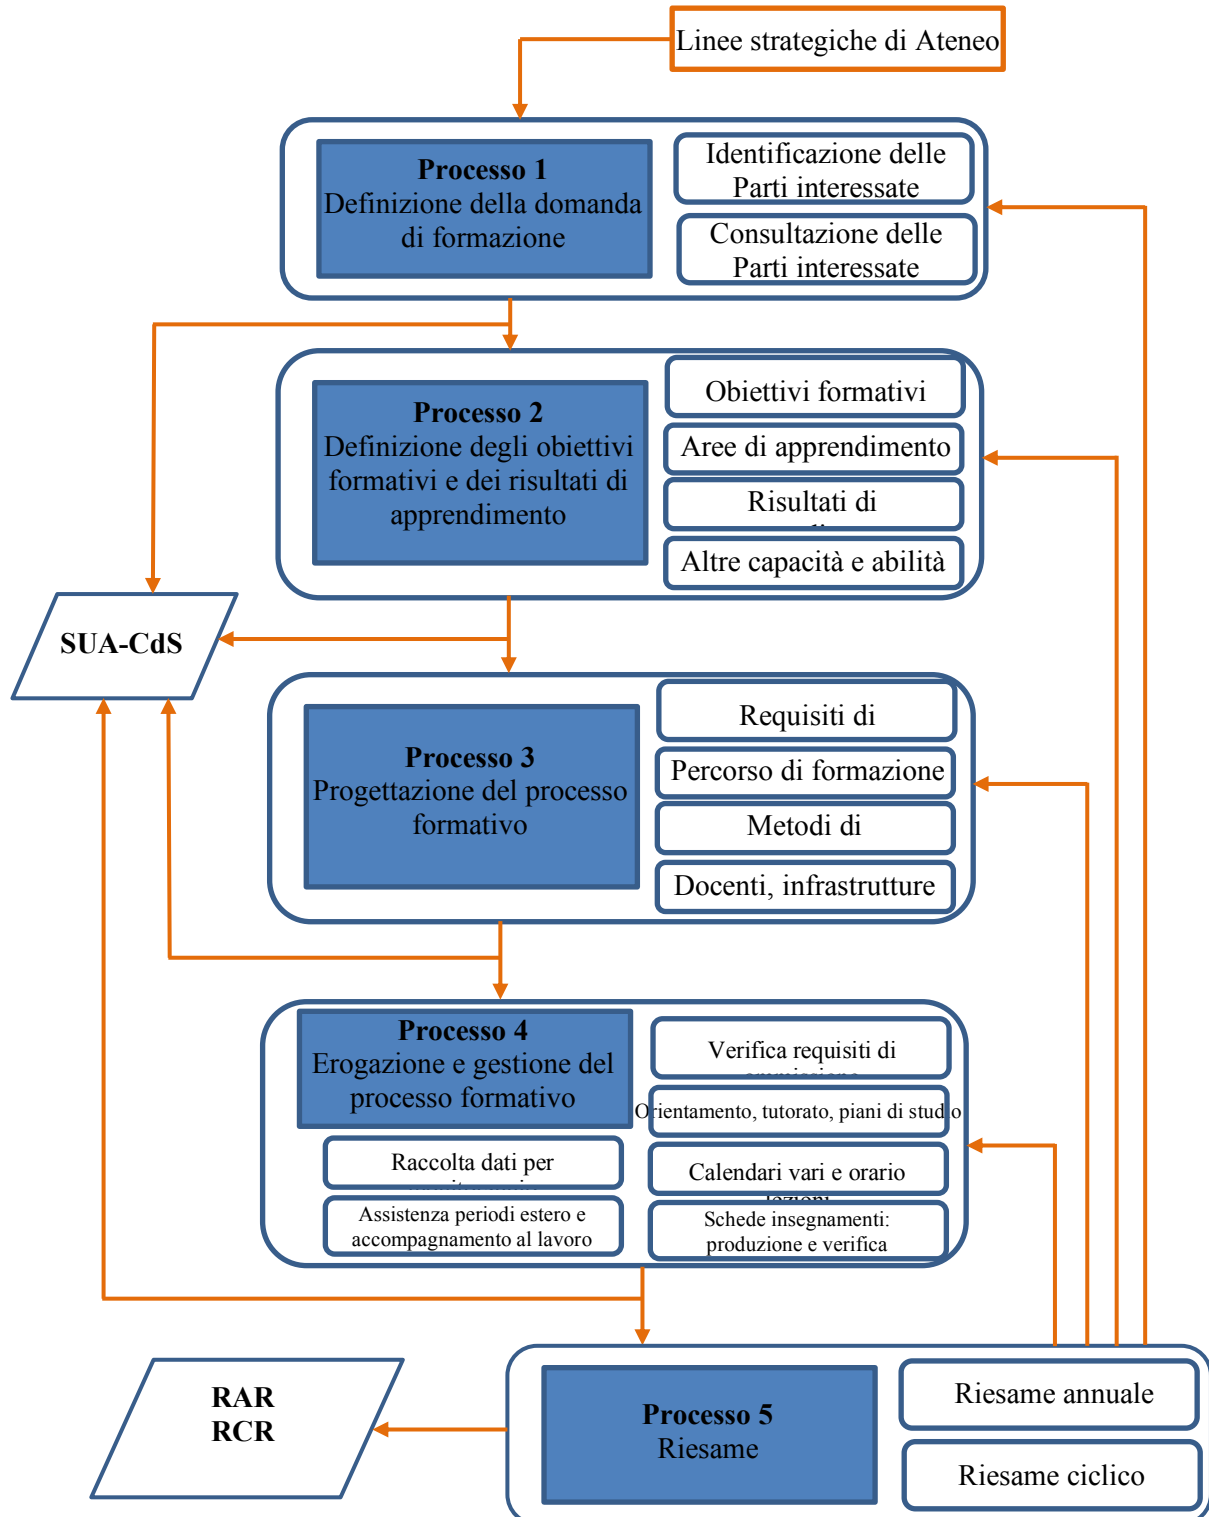 Linee strategiche di Ateneo
Processo 1
Definizione della domanda
di formazione
Identificazione delle
Parti interessate
Consultazione delle
Parti interessate
Processo 2
Definizione degli obiettivi
formativi e dei risultati di
apprendimento
Obiettivi formativi
Aree di apprendimento
Risultati di
Altre capacità e abilità
SUA-CdS
Processo 3
Progettazione del processo
formativo
Requisiti di
Percorso di formazione
Metodi di
Docenti, infrastrutture
Processo 4
Erogazione e gestione del
processo formativo
Verifica requisiti di
Orientamento, tutorato, piani di studio
Raccolta dati per
Calendari vari e orario
lezioni
Assistenza periodi estero e
accompagnamento al lavoro
Schede insegnamenti:
produzione e verifica
RAR
RCR
Processo 5
Riesame
Riesame annuale
Riesame ciclico